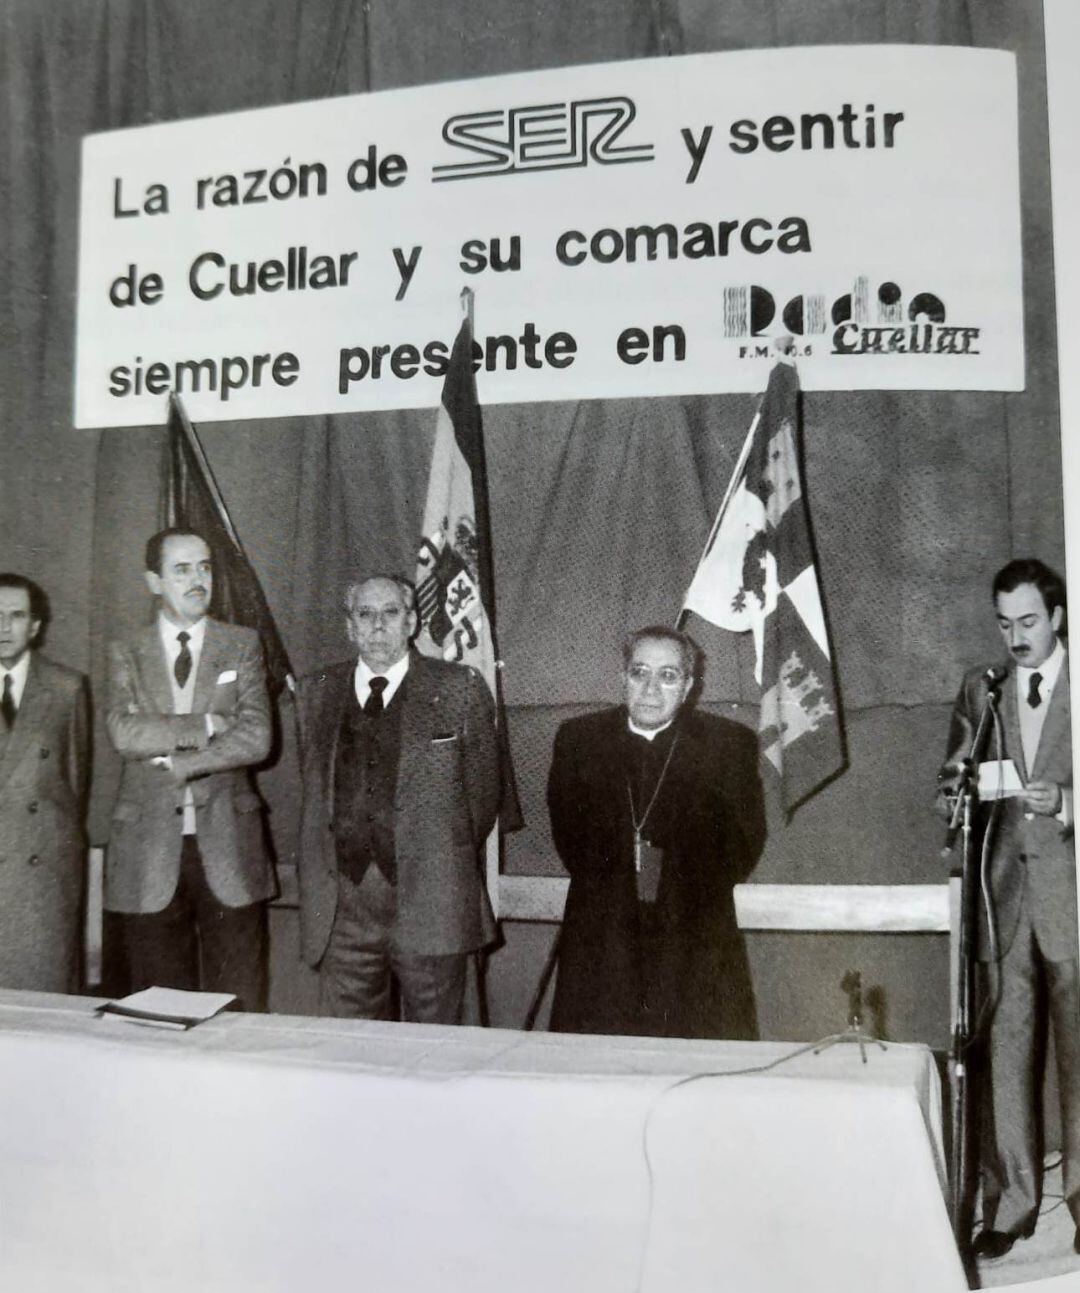 La razón de SER y sentir
de Cuellar y su comarca
siempre presente en Radio Cuellar
F.M.